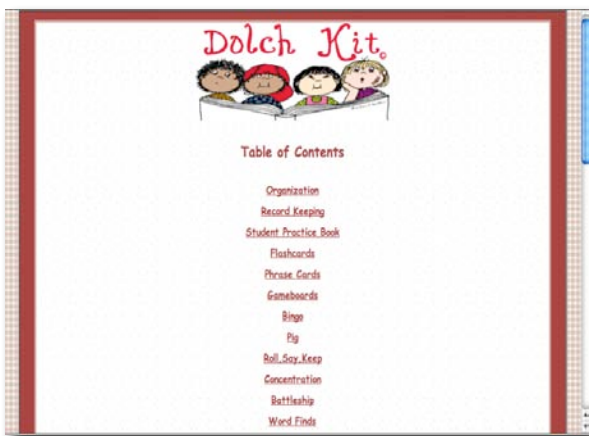 Dolch Kit©
Table of Contents
Organization
Record Keeping
Student Practice Book
Flashcards
Phrase Cards
Gameboards
Bingo
Pig
Roll,Say,Keep
Concentration
Battleship
Word Finds